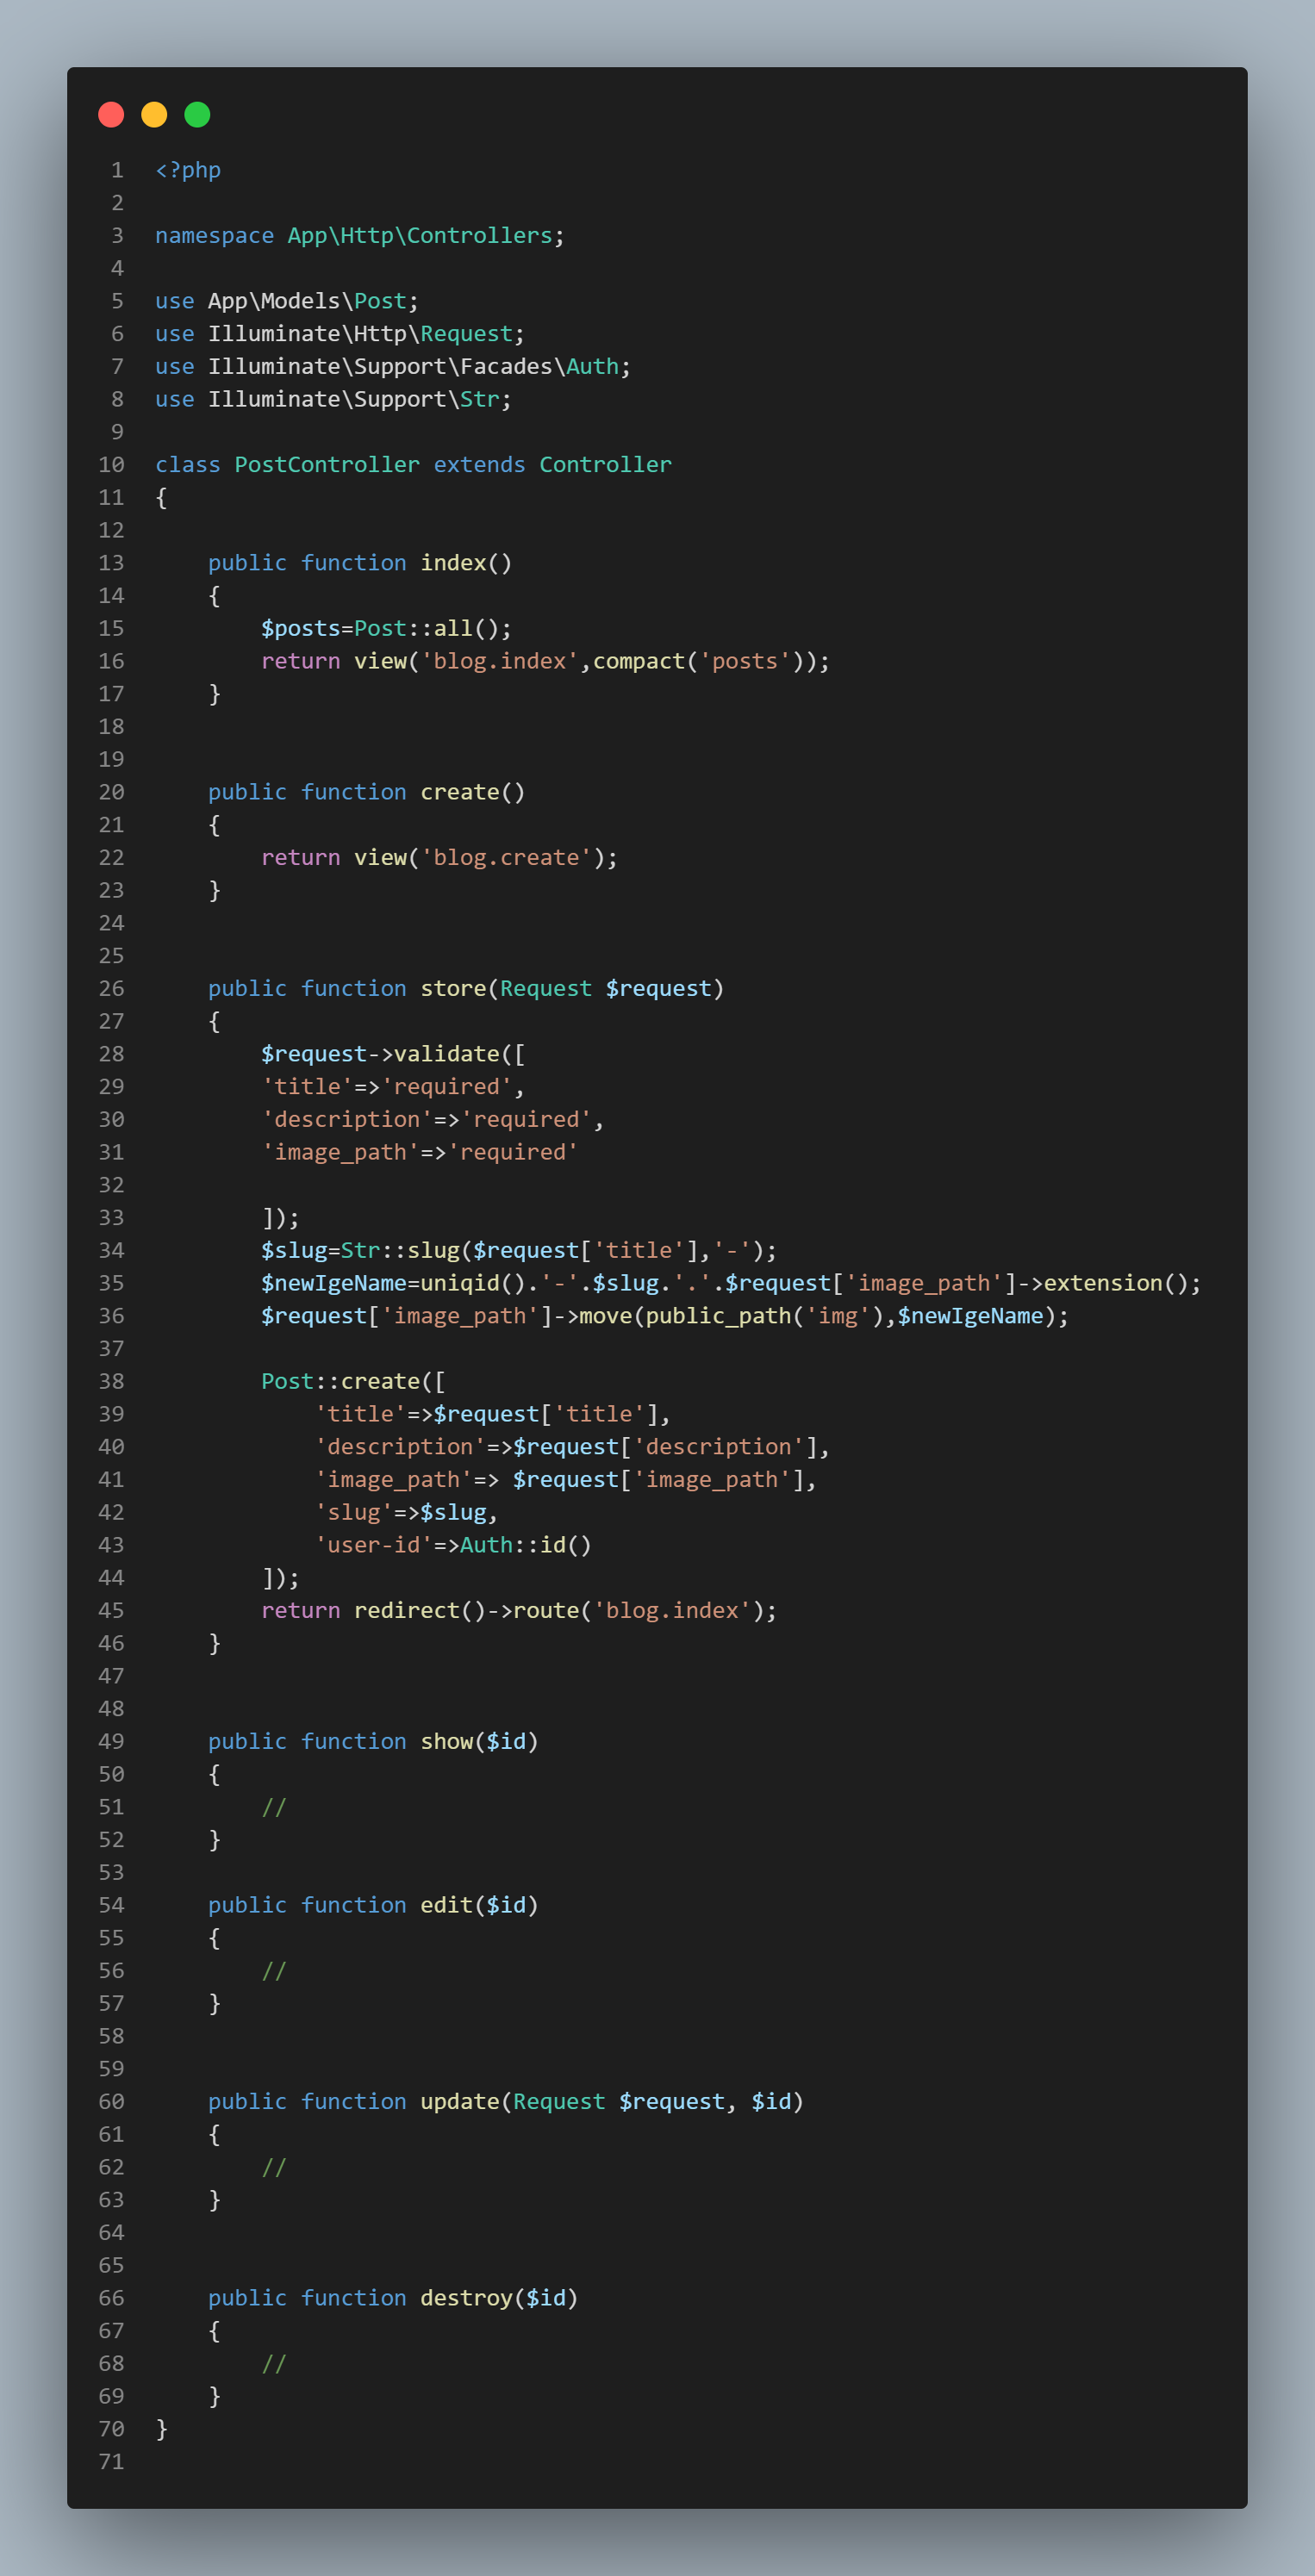 1 <?php
2
3 namespace App\Http\Controllers;
4
5 use App\Models\Post;
6 use Illuminate\Http\Request;
7 use Illuminate\Support\Facades\Auth;
8 use Illuminate\Support\Str;
9
10 class PostController extends Controller
11 {
12
13     public function index()
14     {
15         $posts=Post::all();
16         return view('blog.index',compact('posts'));
17     }
18
19
20     public function create()
21     {
22         return view('blog.create');
23     }
24
25
26     public function store(Request $request)
27     {
28         $request->validate([
29         'title'=>'required',
30         'description'=>'required',
31         'image_path'=>'required'
32
33         ]);
34         $slug=Str::slug($request['title'],'-');
35         $newIgeName=uniqid().'-'.$slug.'.'.$request['image_path']->extension();
36         $request['image_path']->move(public_path('img'),$newIgeName);
37
38         Post::create([
39             'title'=>$request['title'],
40             'description'=>$request['description'],
41             'image_path'=> $request['image_path'],
42             'slug'=>$slug,
43             'user-id'=>Auth::id()
44         ]);
45         return redirect()->route('blog.index');
46     }
47
48
49     public function show($id)
50     {
51         //
52     }
53
54     public function edit($id)
55     {
56         //
57     }
58
59
60     public function update(Request $request, $id)
61     {
62         //
63     }
64
65
66     public function destroy($id)
67     {
68         //
69     }
70 }
71